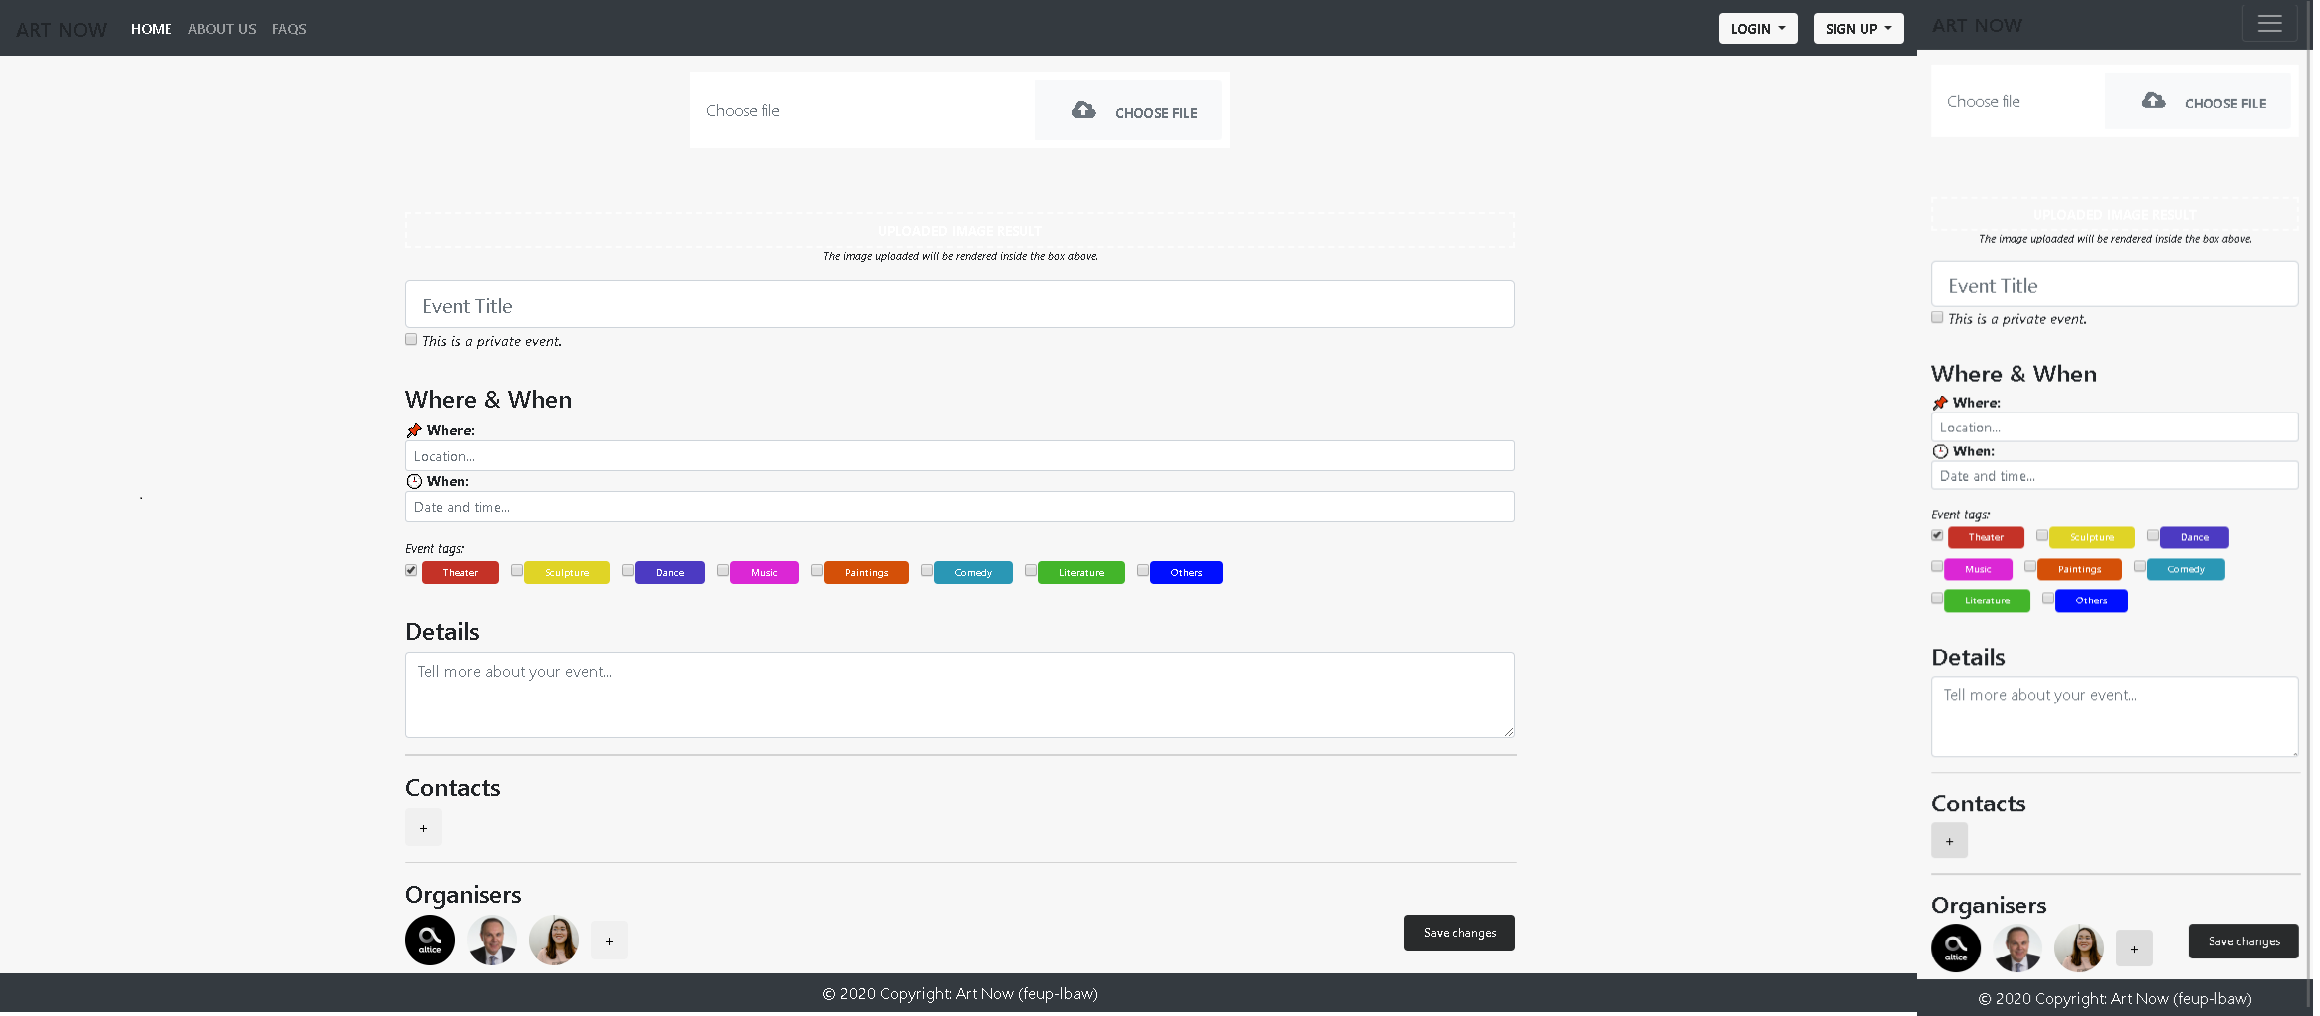 ART NOW HOME ABOUT US FAQS LOGIN SIGN UP
Choose file CHOOSE FILE
UPLOADED IMAGE RESULT
The image uploaded will be rendered inside the box above.
Event Title
This is a private event.
Where & When
Where:
Location...
When:
Date and time...
Event tags:
Theater Sculpture Dance Music Paintings Comedy Literature Others
Details
Tell more about your event...
Contacts
+
Organisers
altice + Save changes
© 2020 Copyright: Art Now (feup-lbaw)
ART NOW
Choose file CHOOSE FILE
UPLOADED IMAGE RESULT
The image uploaded will be rendered inside the box above.
Event Title
This is a private event.
Where & When
Where:
Location...
When:
Date and time...
Event tags:
Theater Sculpture Dance
Music Paintings Comedy
Literature Others
Details
Tell more about your event...
Contacts
+
Organisers
altice + Save changes
© 2020 Copyright: Art Now (feup-lbaw)